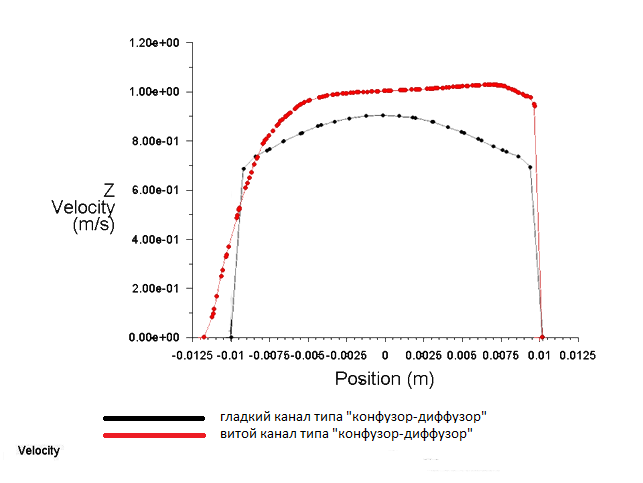 1.20e+00
1.00e+00
8.00e-01
6.00e-01
4.00e-01
2.00e-01
0.00e+00
Z
Velocity
(m/s)
-0.0125 -0.01 -0.0075 -0.005 -0.0025 0 0.0025 0.005 0.0075 0.01 0.0125
Position (m)
гладкий канал типа "конфузор-диффузор"
витой канал типа "конфузор-диффузор"
Velocity